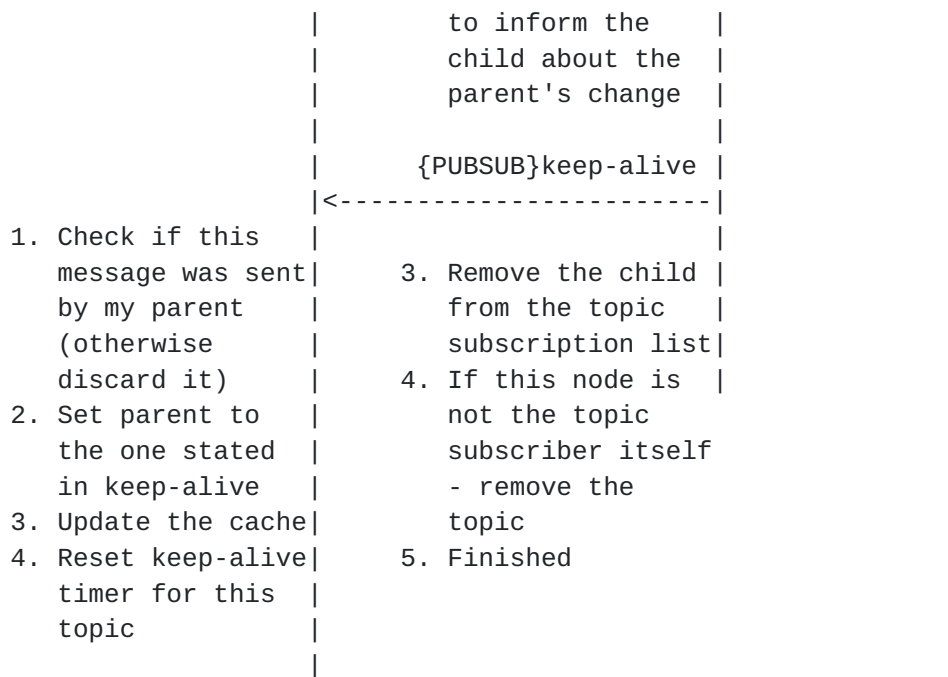 |        to inform the    |
                    |        child about the  |
                    |        parent's change  |
                    |                         |
                    |      {PUBSUB}keep-alive |
                    |<------------------------|
1. Check if this    |                         |
   message was sent|     3. Remove the child |
   by my parent     |        from the topic   |
   (otherwise       |        subscription list|
   discard it)      |     4. If this node is  |
2. Set parent to    |        not the topic
   the one stated   |        subscriber itself
   in keep-alive    |        - remove the
3. Update the cache|        topic
4. Reset keep-alive|     5. Finished
   timer for this   |
   topic            |
                    |